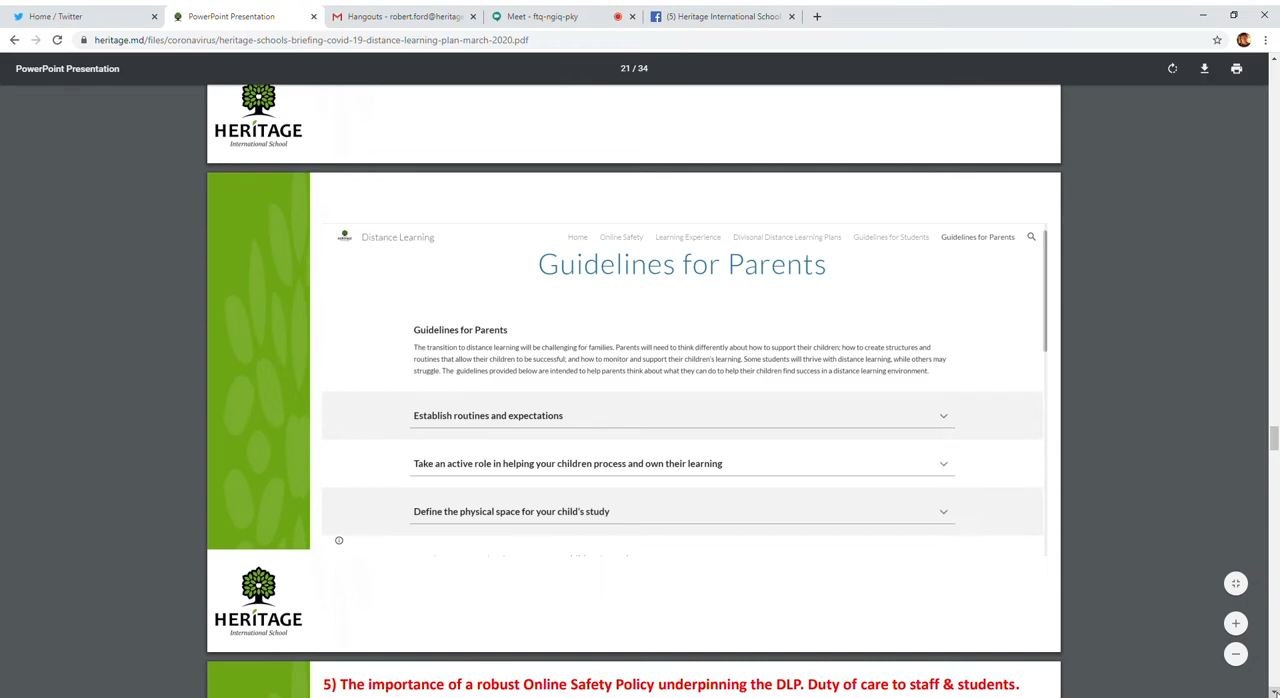 Home / Twitter
PowerPoint Presentation
Hangouts - robert.ford@heritage
Meet - ftq-ngiq-pky
(5) Heritage International School
heritage.md/files/coronavirus/heritage-schools-briefing-covid-19-distance-learning-plan-march-2020.pdf
PowerPoint Presentation
21 / 34
HERITAGE
International School
Distance Learning
Home
Online Safety
Learning Experience
Divisonal Distance Learning Plans
Guidelines for Students
Guidelines for Parents
Guidelines for Parents
Guidelines for Parents
The transition to distance learning will be challenging for families. Parents will need to think differently about how to support their children; how to create structures and
routines that allow their children to be successful; and how to monitor and support their children's learning. Some students will thrive with distance learning, while others may
struggle. The guidelines provided below are intended to help parents think about what they can do to help their children find success in a distance learning environment.
Establish routines and expectations
Take an active role in helping your children process and own their learning
Define the physical space for your child's study
HERITAGE
International School
5) The importance of a robust Online Safety Policy underpinning the DLP. Duty of care to staff & students.